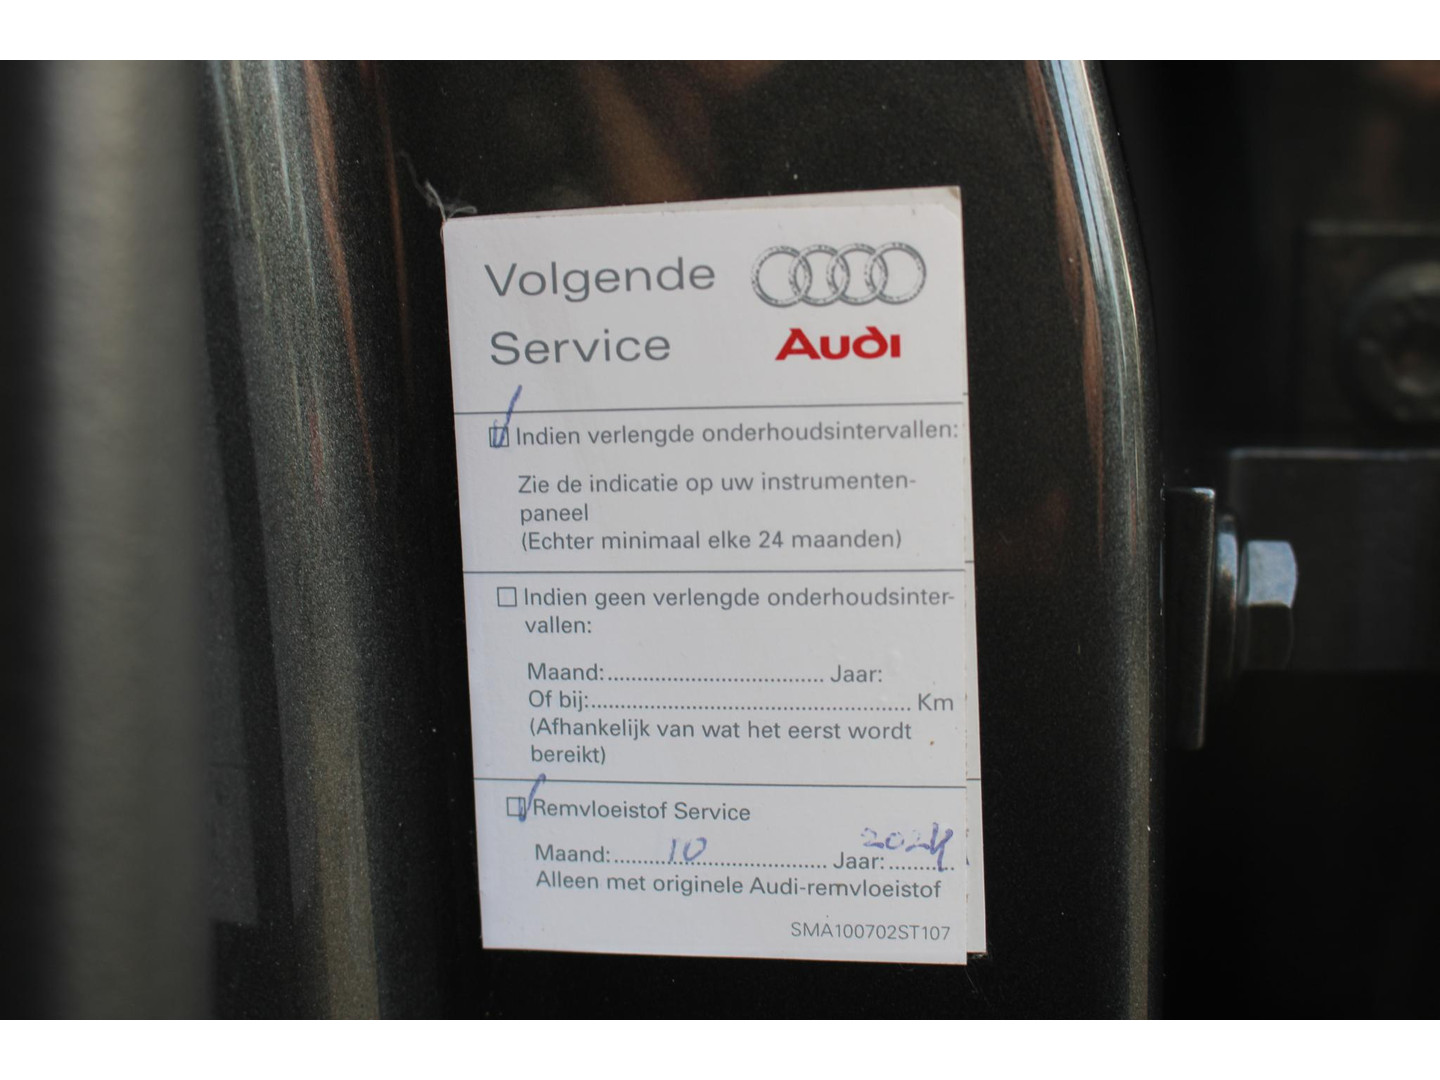 Volgende
Service
Audi
Indien verlengde onderhoudsintervallen:
Zie de indicatie op uw instrumenten-
paneel
(Echter minimaal elke 24 maanden)
Indien geen verlengde onderhoudsinter-
vallen:
Maand:.................................... Jaar:
Of bij:..................................................... Km
(Afhankelijk van wat het eerst wordt
bereikt)
Remvloeistof Service
Maand: 10 Jaar: 2024
Alleen met originele Audi-remvloeistof
SMA100702ST107